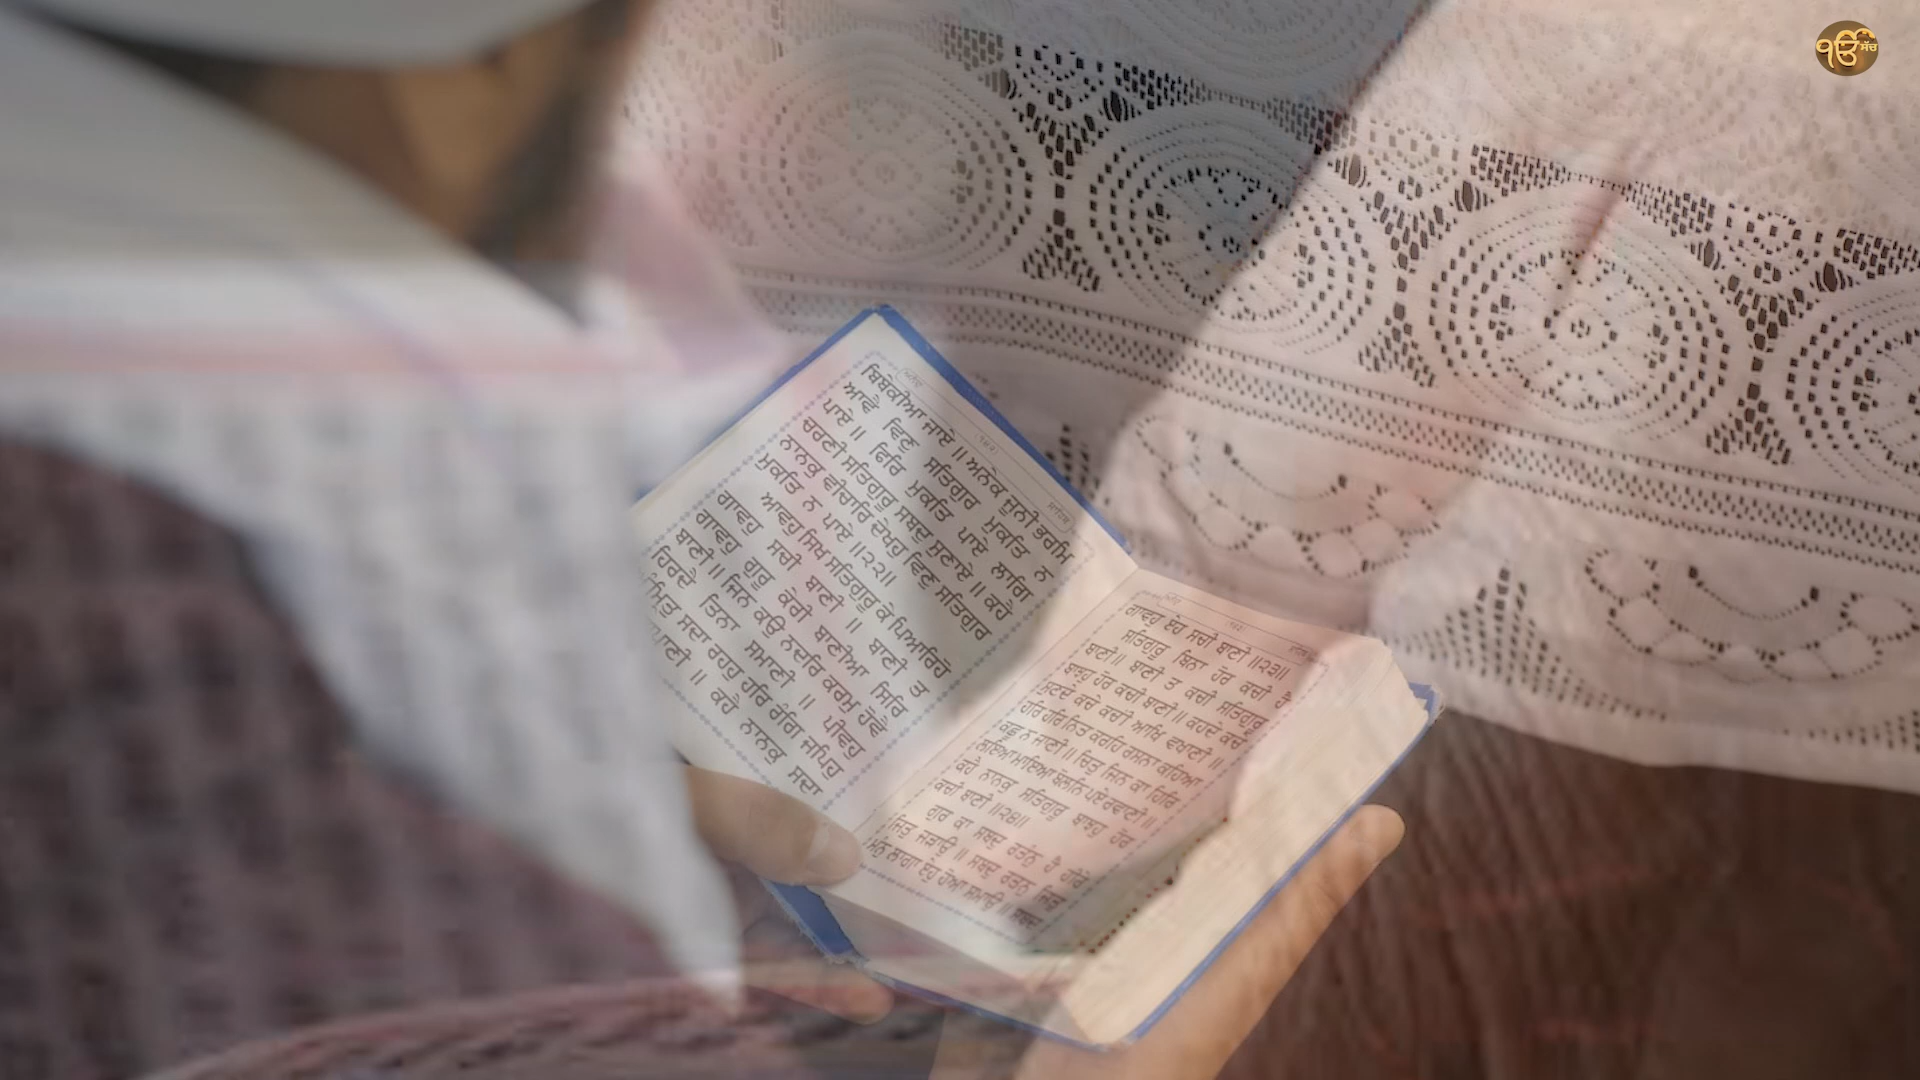 ੴ ਸੱਚ
ਬਿਬੇਕੀਆ ਜਾਏ ॥ ਅਨੇਕ ਜੂਨੀ ਭਰਮਿ
ਆਵੈ ਵਿਣੁ ਸਤਿਗੁਰ ਮੁਕਤਿ ਨ
ਪਾਏ ॥ ਫਿਰਿ ਮੁਕਤਿ ਪਾਏ ਲਾਗਿ
ਚਰਣੀ ਸਤਿਗੁਰੂ ਸਬਦੁ ਸੁਣਾਏ ॥ ਕਹੈ
ਨਾਨਕੁ ਵੀਚਾਰਿ ਦੇਖਹੁ ਵਿਣੁ ਸਤਿਗੁਰ
ਮੁਕਤਿ ਨ ਪਾਏ ॥੨੨॥
ਆਵਹੁ ਸਿਖ ਸਤਿਗੁਰੂ ਕੇ ਪਿਆਰਿਹੋ
ਗਾਵਹੁ ਸਚੀ ਬਾਣੀ ॥ ਬਾਣੀ ਤ
ਗਾਵਹੁ ਗੁਰੂ ਕੇਰੀ ਬਾਣੀਆ ਸਿਰਿ
ਬਾਣੀ ॥ ਜਿਨ ਕਉ ਨਦਰਿ ਕਰਮੁ ਹੋਵੈ
ਹਿਰਦੈ ਤਿਨਾ ਸਮਾਣੀ ॥ ਪੀਵਹੁ
ਸਦਾ ਰਹਹੁ ਹਰਿ ਰੰਗਿ ਜਪਿਹੁ
॥ ਕਹੈ ਨਾਨਕੁ ਸਦਾ
ਗਾਵਹੁ ਏਹ ਸਚੀ ਬਾਣੀ ॥੨੩॥
ਸਤਿਗੁਰੂ ਬਿਨਾ ਹੋਰ ਕਚੀ ਹੈ
ਬਾਣੀ॥ ਬਾਣੀ ਤ ਕਚੀ ਸਤਿਗੁਰੂ
ਬਾਝਹੁ ਹੋਰ ਕਚੀ ਬਾਣੀ॥ ਕਹਦੇ ਕਚੇ
ਸੁਣਦੇ ਕਚੇ ਕਚੀਂ ਆਖਿ ਵਖਾਣੀ ॥
ਹਰਿ ਹਰਿ ਨਿਤ ਕਰਹਿ ਰਸਨਾ ਕਹਿਆ
ਕਛੂ ਨ ਜਾਣੀ॥ ਚਿਤੁ ਜਿਨ ਕਾ ਹਿਰਿ
ਲਇਆ ਮਾਇਆ ਬੋਲਨਿ ਪਏ ਰਵਾਣੀ॥
ਕਹੈ ਨਾਨਕੁ ਸਤਿਗੁਰੂ ਬਾਝਹੁ ਹੋਰ
ਕਚੀ ਬਾਣੀ ॥੨੪॥
ਗੁਰ ਕਾ ਸਬਦੁ ਰਤੰਨੁ ਹੈ ਹੀਰੇ
ਜਿਤੁ ਜੜਾਉ ॥ ਸਬਦੁ ਰਤਨੁ ਜਿਤੁ
ਮੰਨੁ ਲਾਗਾ ਏਹੁ ਹੋਆ ਸਮਾਉ ॥ ਸਬਦ